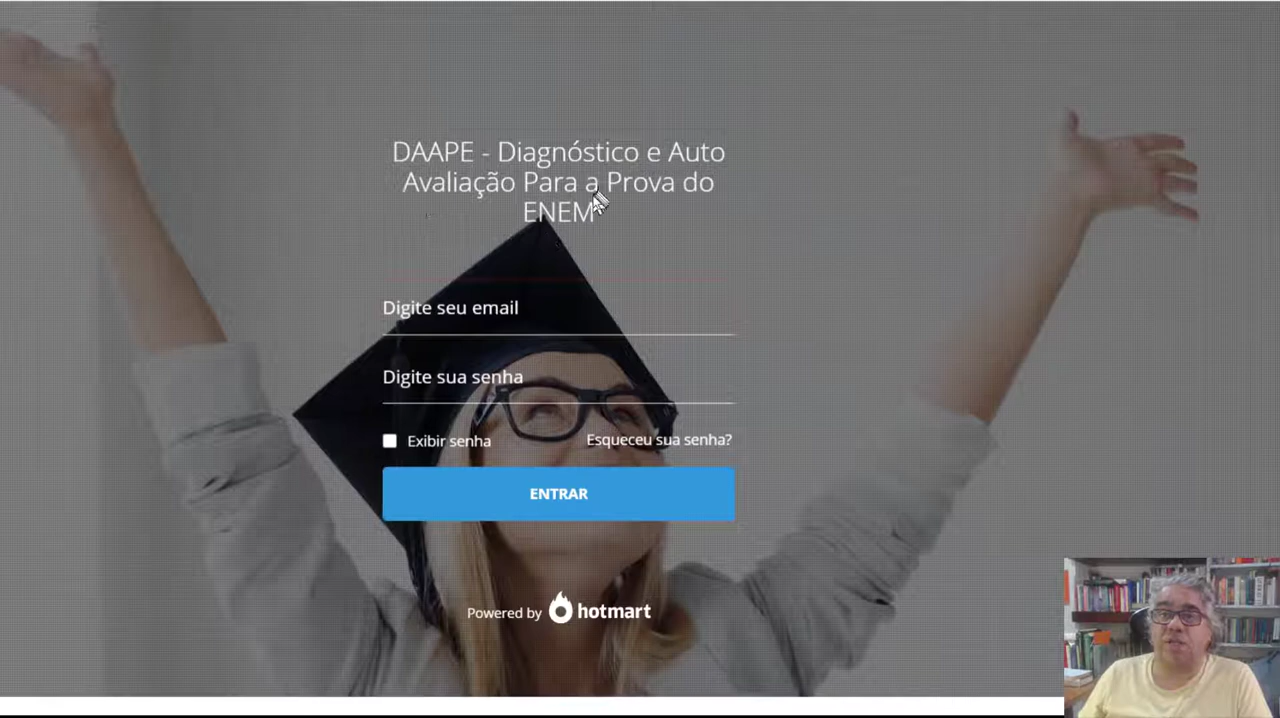 DAAPE - Diagnóstico e Auto
Avaliação Para a Prova do
ENEM
Digite seu email
Digite sua senha
Exibir senha
Esqueceu sua senha?
ENTRAR
Powered by hotmart